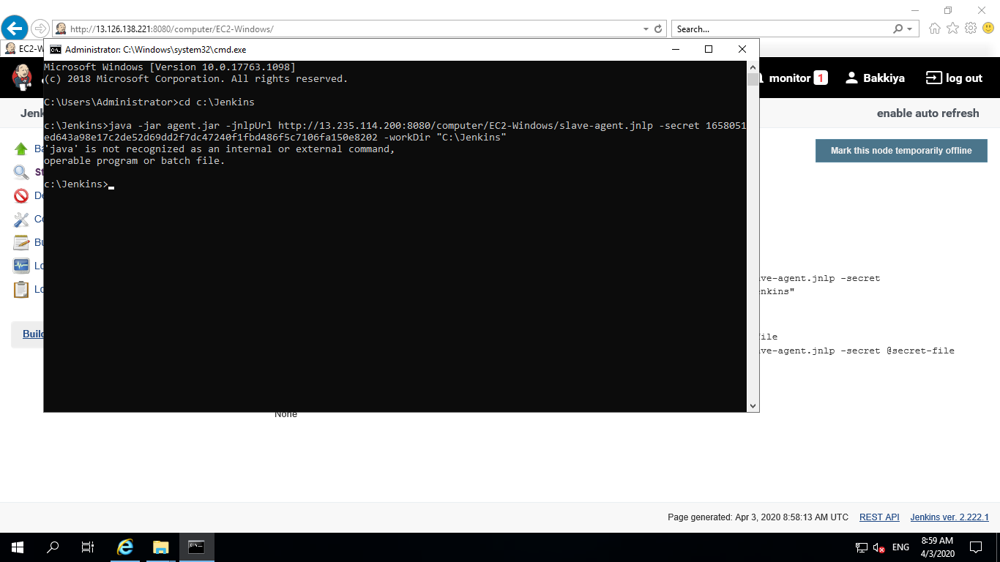 http://13.126.138.221:8080/computer/EC2-Windows/
Search...
EC2-W
Administrator: C:\Windows\system32\cmd.exe
Microsoft Windows [Version 10.0.17763.1098]
(c) 2018 Microsoft Corporation. All rights reserved.
C:\Users\Administrator>cd c:\Jenkins
c:\Jenkins>java -jar agent.jar -jnlpUrl http://13.235.114.200:8080/computer/EC2-Windows/slave-agent.jnlp -secret 1658051
ed643a98e17c2de52d69dd2f7dc47240f1fbd486f5c7106fa150e8202 -workDir "C:\Jenkins"
'java' is not recognized as an internal or external command,
operable program or batch file.
c:\Jenkins>
monitor 1 Bakkiya log out
Jenk
enable auto refresh
Mark this node temporarily offline
Ba
St
De
Co
Bu
Lo
Lo
Build
ve-agent.jnlp -secret
nkins"
ile
ve-agent.jnlp -secret @secret-file
None
Page generated: Apr 3, 2020 8:58:13 AM UTC REST API Jenkins ver. 2.222.1
ENG
8:59 AM
4/3/2020